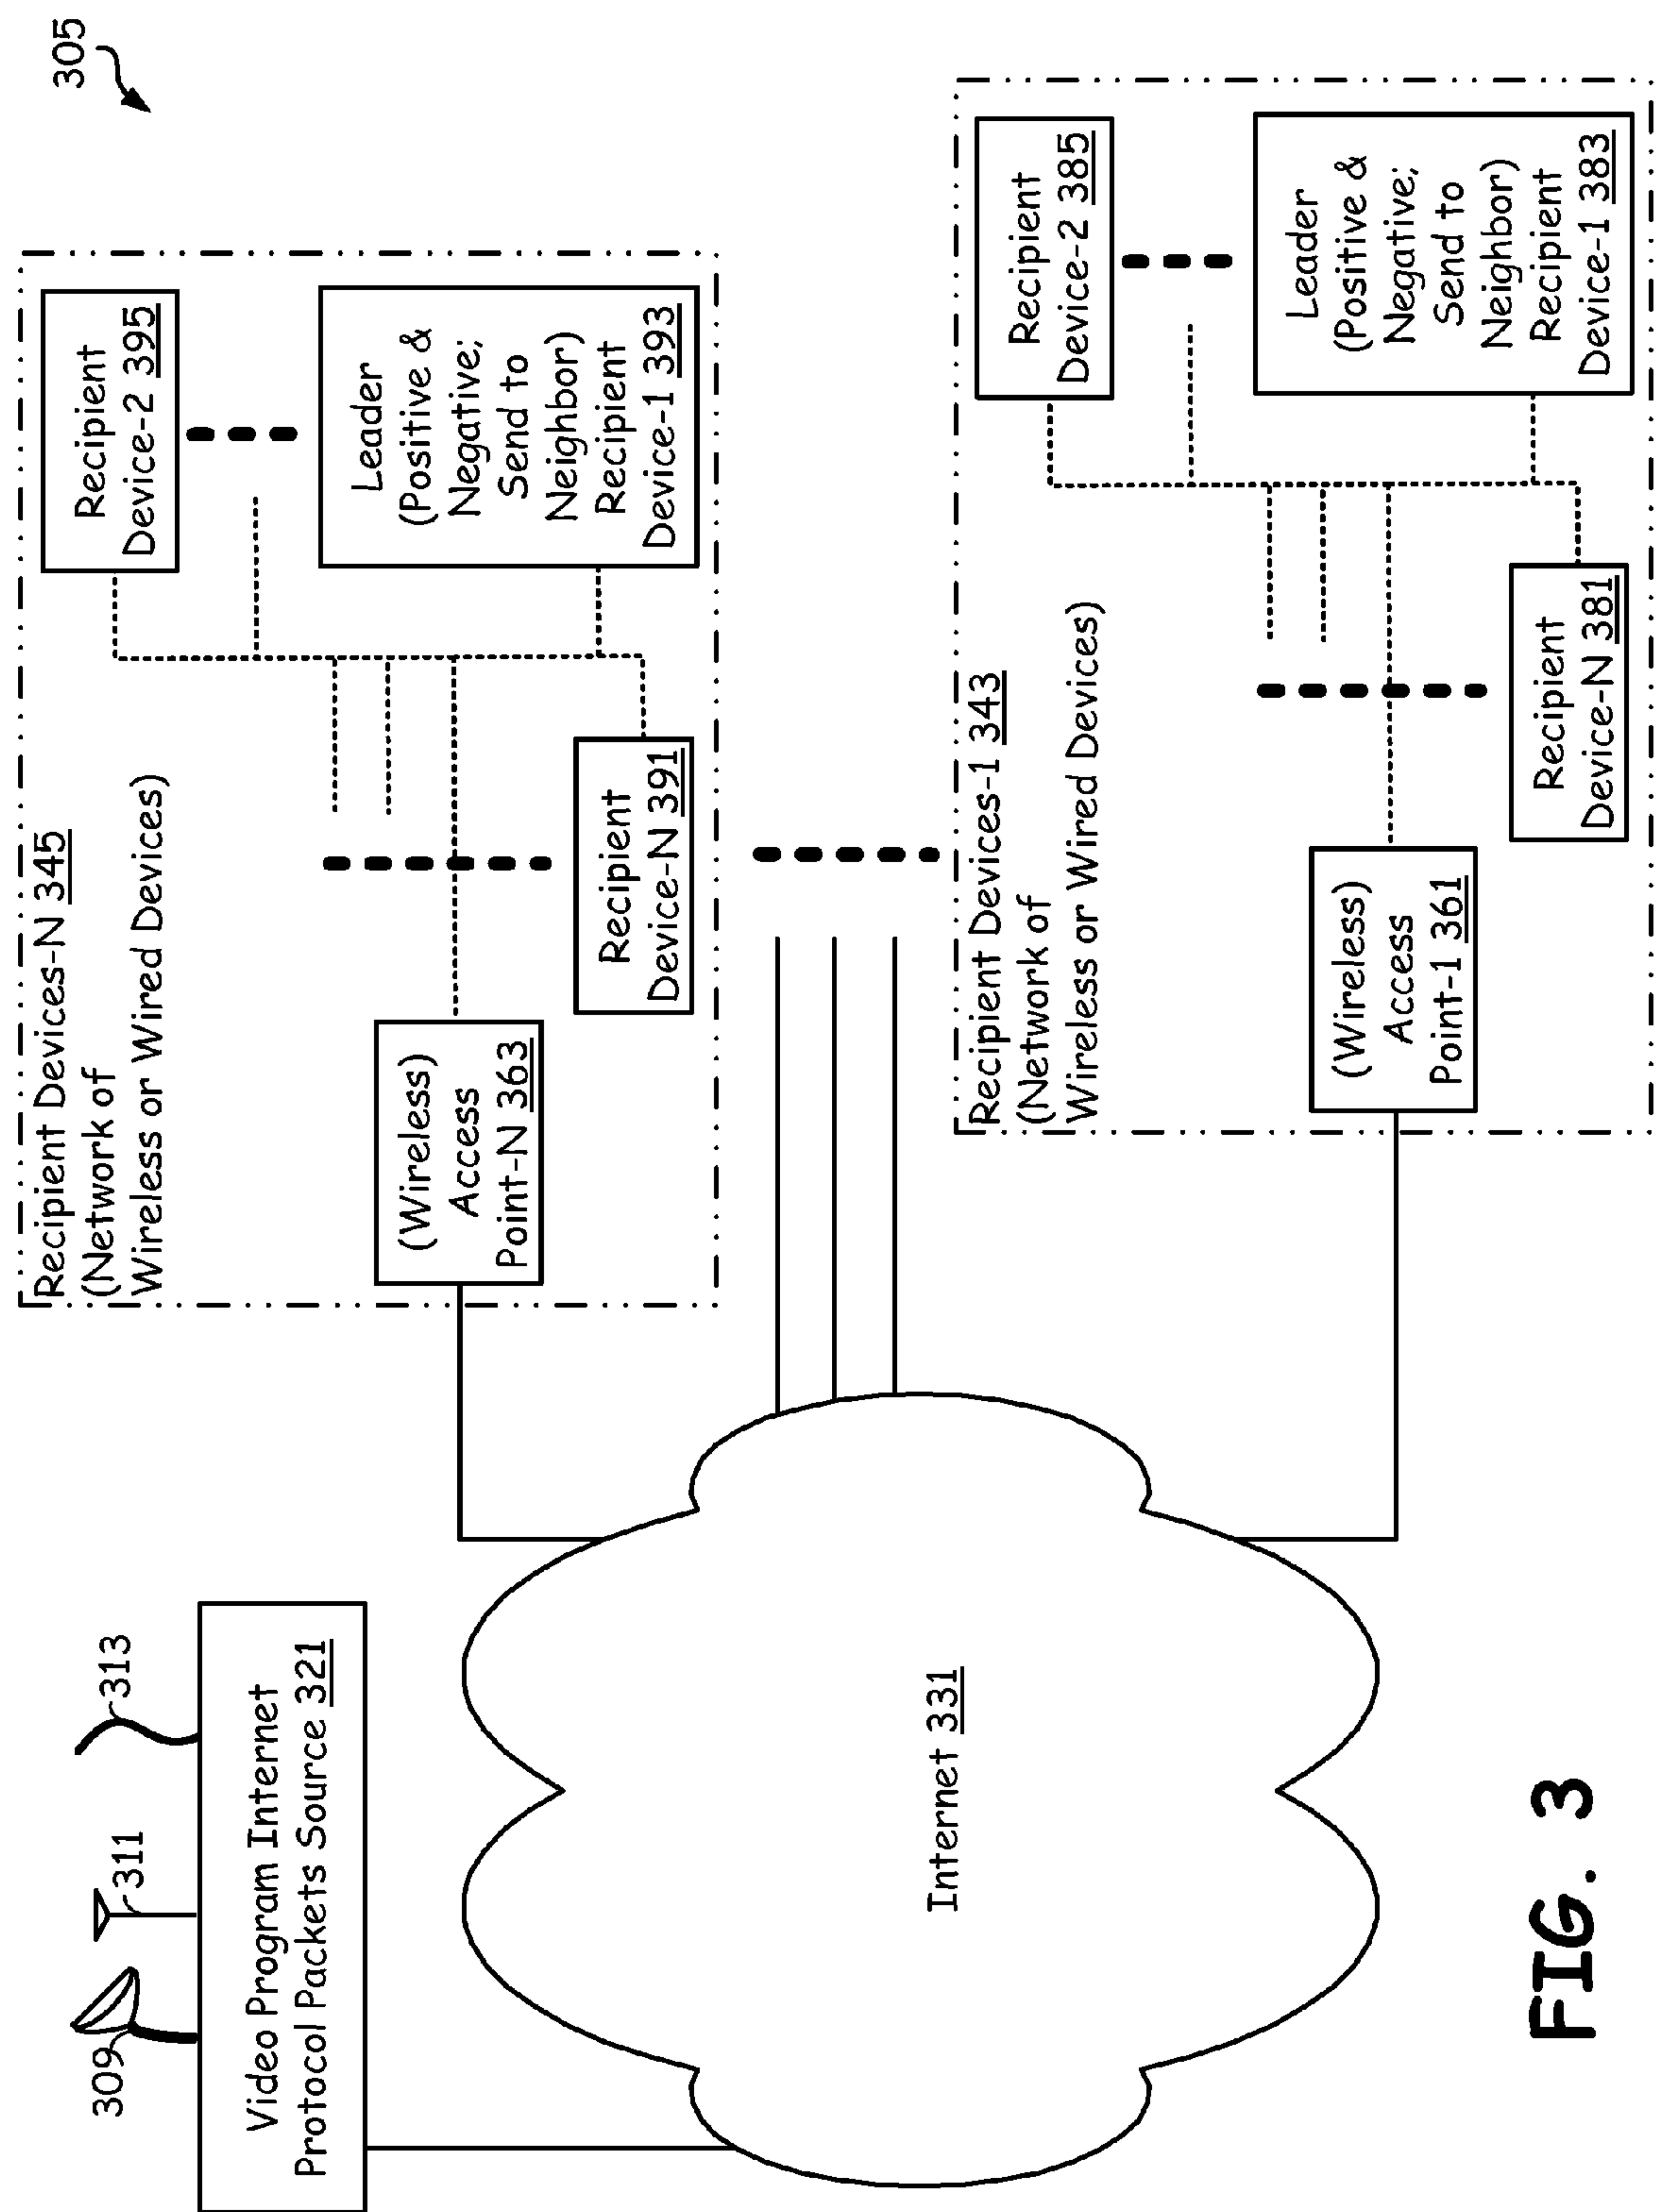 305
309
311
313
Video Program Internet
Protocol Packets Source 321
Internet 331
Recipient Devices-N 345
(Network of
Wireless or Wired Devices)
(Wireless)
Access
Point-N 363
Recipient
Device-N 391
Recipient
Device-2 395
Leader
(Positive &
Negative;
Send to
Neighbor)
Recipient
Device-1 393
Recipient Devices-1 343
(Network of
Wireless or Wired Devices)
(Wireless)
Access
Point-1 361
Recipient
Device-N 381
Recipient
Device-2 385
Leader
(Positive &
Negative;
Send to
Neighbor)
Recipient
Device-1 383
FIG. 3